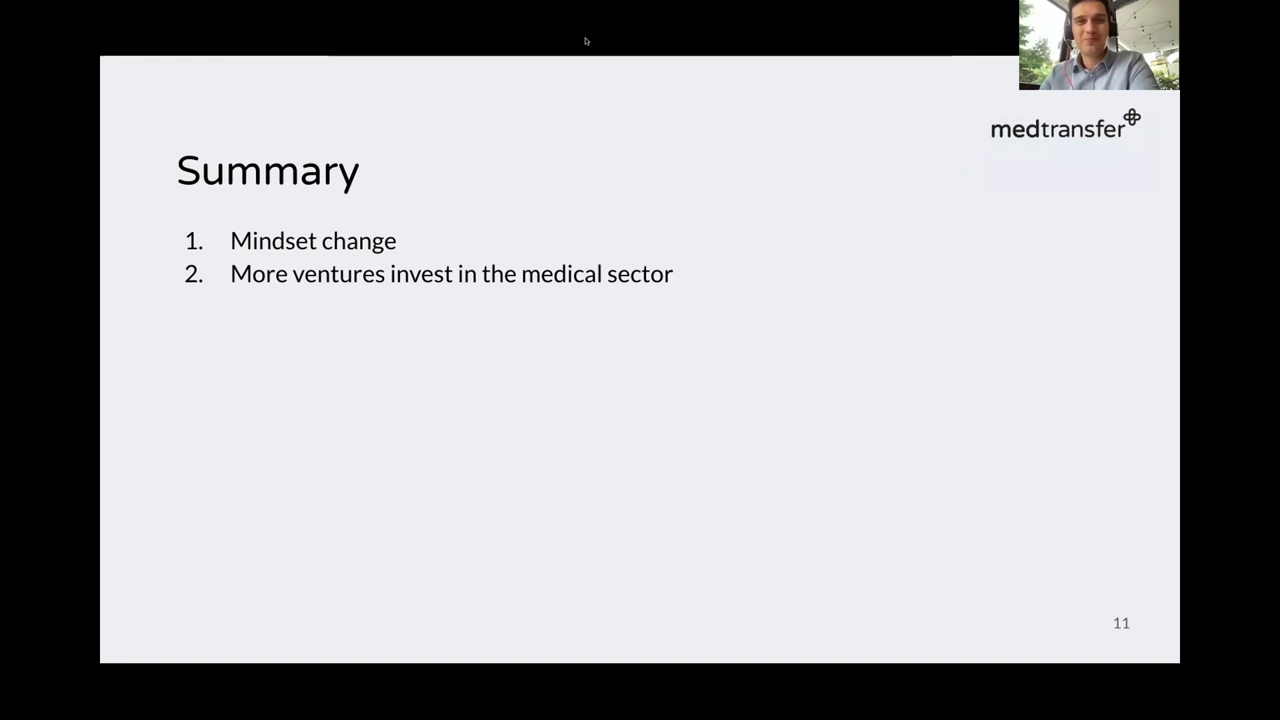 medtransfer
Summary
1. Mindset change
2. More ventures invest in the medical sector
11